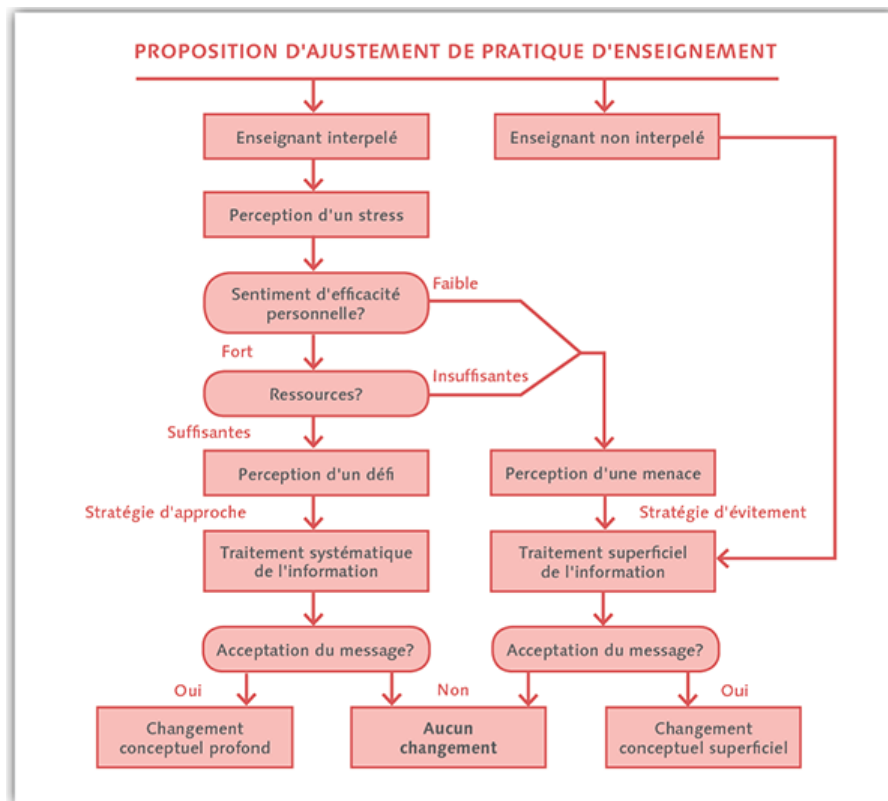 PROPOSITION D'AJUSTEMENT DE PRATIQUE D'ENSEIGNEMENT
Enseignant interpelé
Enseignant non interpelé
Perception d'un stress
Sentiment d'efficacité
personnelle?
Faible
Fort
Ressources?
Insuffisantes
Suffisantes
Perception d'un défi
Perception d'une menace
Stratégie d'approche
Stratégie d'évitement
Traitement systématique
de l'information
Traitement superficiel
de l'information
Acceptation du message?
Acceptation du message?
Oui
Non
Oui
Changement
conceptuel profond
Aucun
changement
Changement
conceptuel superficiel